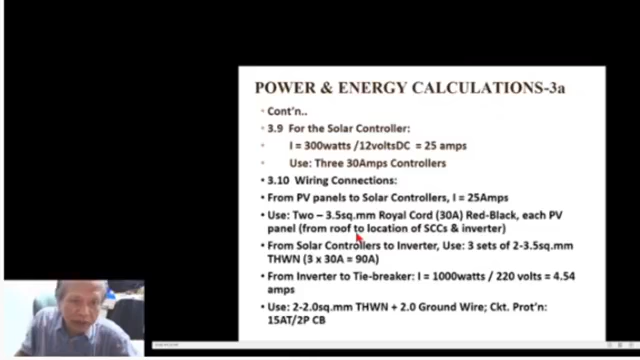 POWER & ENERGY CALCULATIONS-3a
Cont'n..
3.9 For the Solar Controller:
I = 300watts /12voltsDC = 25 amps
Use: Three 30Amps Controllers
3.10 Wiring Connections:
From PV panels to Solar Controllers, I = 25Amps
Use: Two – 3.5sq.mm Royal Cord (30A) Red-Black, each PV
panel (from roof to location of SCCs & inverter)
From Solar Controllers to Inverter, Use: 3 sets of 2-3.5sq.mm
THWN (3 x 30A = 90A)
From Inverter to Tie-breaker: I = 1000watts / 220 volts = 4.54
amps
Use: 2-2.0sq.mm THWN + 2.0 Ground Wire; Ckt. Prot'n:
15AT/2P CB